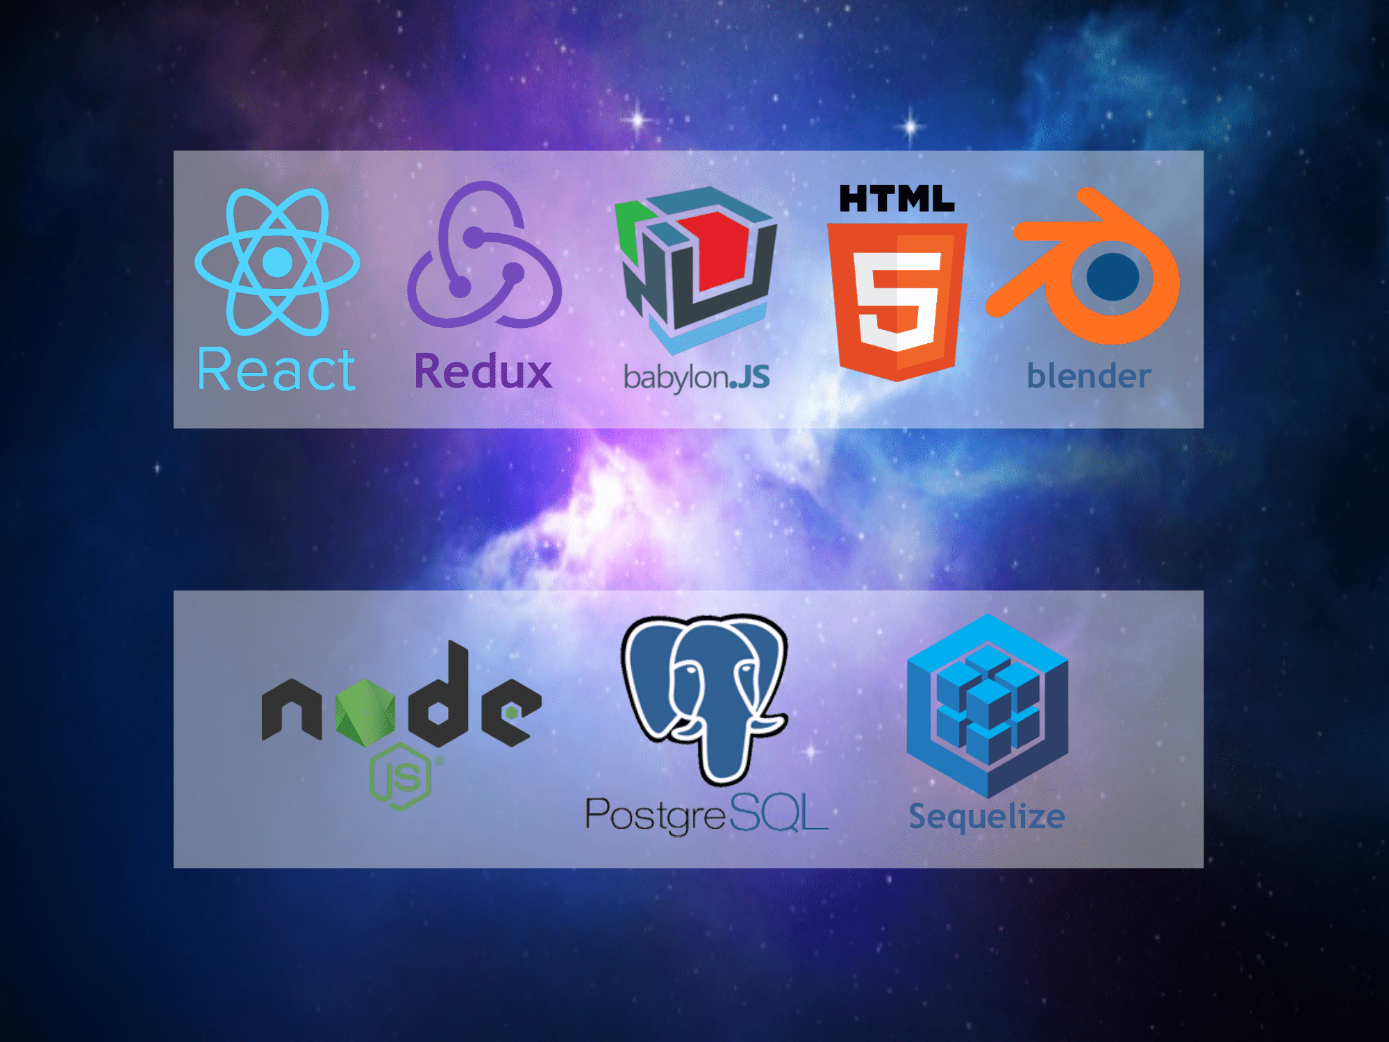 React
Redux
babylon.JS
HTML
5
blender
node
JS®
PostgreSQL
Sequelize